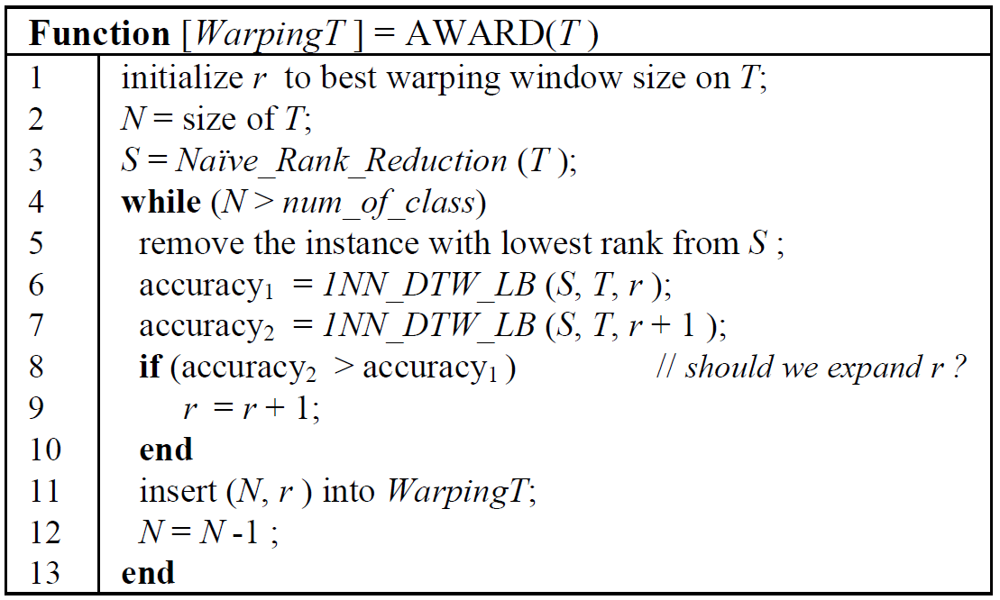 Function [WarpingT ] = AWARD(T )
1 initialize r to best warping window size on T;
2 N = size of T;
3 S = Naïve_Rank_Reduction (T );
4 while (N > num_of_class)
5 remove the instance with lowest rank from S ;
6 accuracy₁ = 1NN_DTW_LB (S, T, r );
7 accuracy₂ = 1NN_DTW_LB (S, T, r + 1 );
8 if (accuracy₂ > accuracy₁ ) // should we expand r ?
9 r = r + 1;
10 end
11 insert (N, r ) into WarpingT;
12 N = N -1 ;
13 end